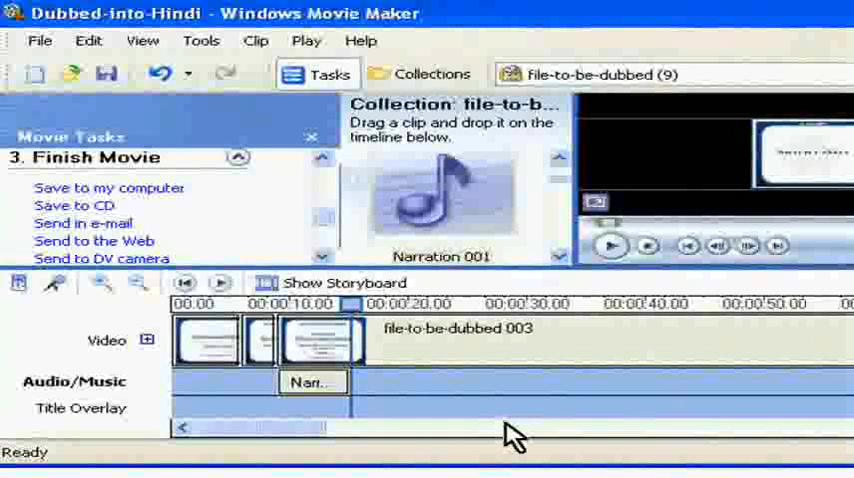 Dubbed-into-Hindi - Windows Movie Maker
File Edit View Tools Clip Play Help
Tasks Collections file-to-be-dubbed (9)
Movie Tasks
3. Finish Movie
Save to my computer
Save to CD
Send in e-mail
Send to the Web
Send to DV camera
Collection: file-to-b...
Drag a clip and drop it on the
timeline below.
Narration 001
Show Storyboard
00.00 00:00:10.00 00:00:20.00 00:00:30.00 00:00:40.00 00:00:50.00
Video file-to-be-dubbed 003
Audio/Music Narr...
Title Overlay
Ready